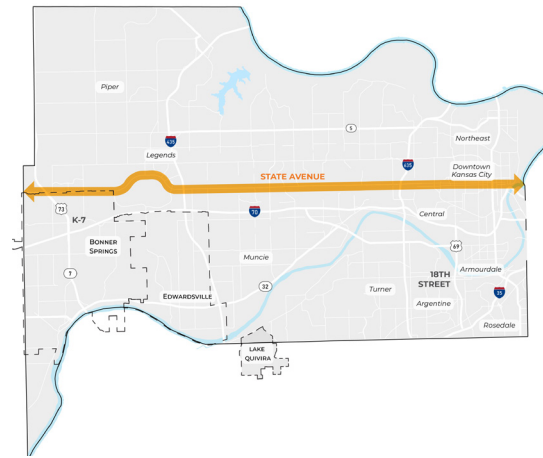 Piper
5
Northeast
635
Legends
635
Downtown
Kansas City
STATE AVENUE
73
K-7
70
Central
BONNER
SPRINGS
69
Muncie
7
18TH
STREET
Armourdale
32
Turner
EDWARDSVILLE
35
Argentine
Rosedale
LAKE
QUIVIRA